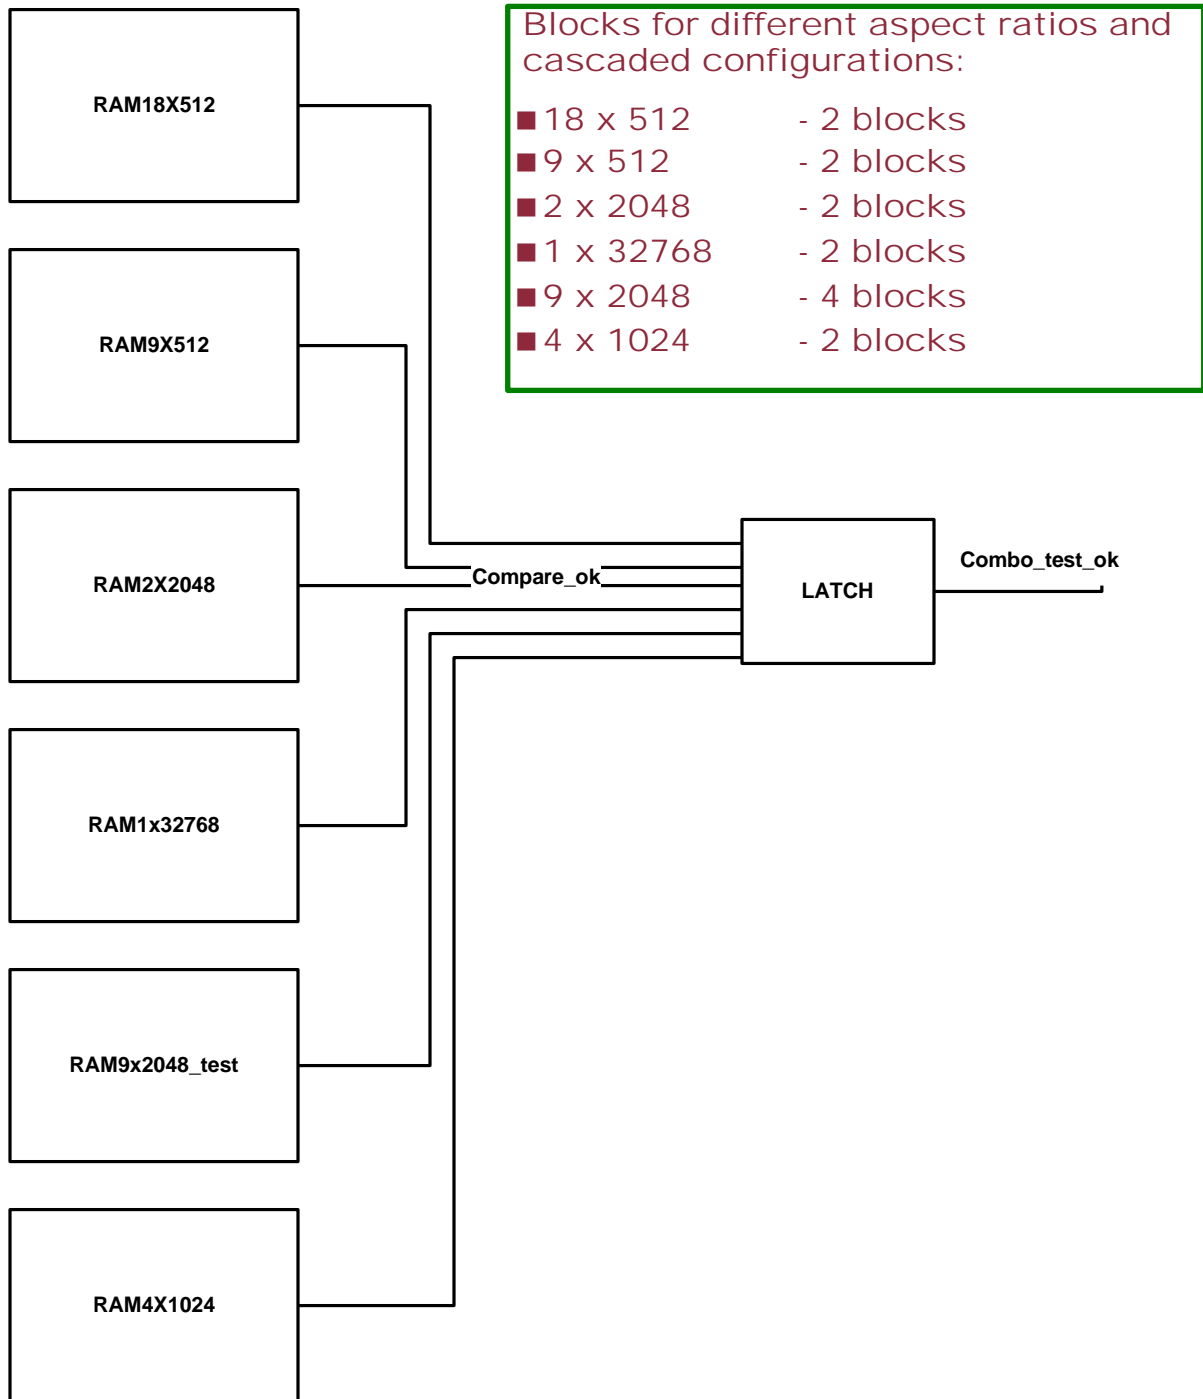 Blocks for different aspect ratios and
cascaded configurations:
■ 18 x 512 - 2 blocks
■ 9 x 512 - 2 blocks
■ 2 x 2048 - 2 blocks
■ 1 x 32768 - 2 blocks
■ 9 x 2048 - 4 blocks
■ 4 x 1024 - 2 blocks
RAM18X512
RAM9X512
RAM2X2048
RAM1x32768
RAM9x2048_test
RAM4X1024
Compare_ok
LATCH
Combo_test_ok